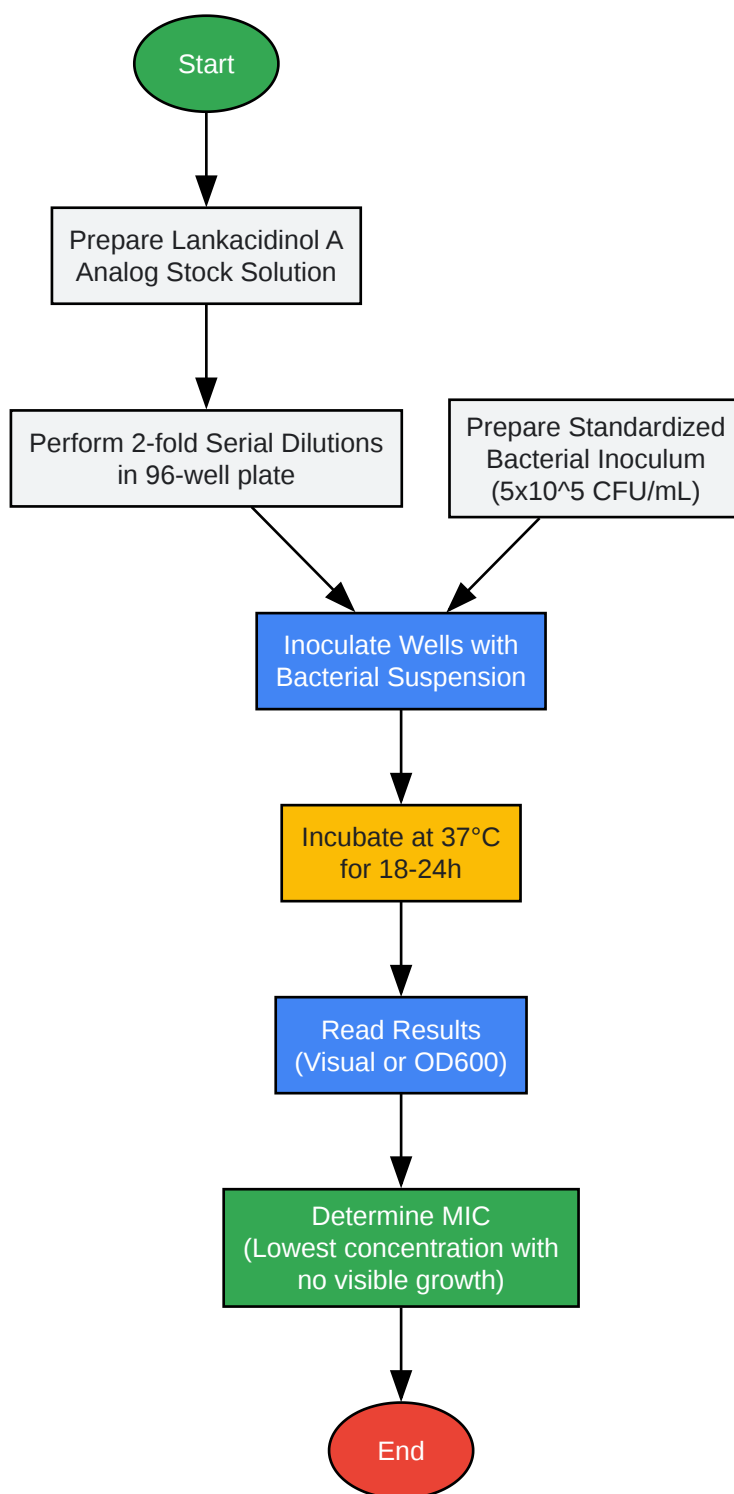 Start
Prepare Lankacidinol A
Analog Stock Solution
Perform 2-fold Serial Dilutions
in 96-well plate
Prepare Standardized
Bacterial Inoculum
(5x10^5 CFU/mL)
Inoculate Wells with
Bacterial Suspension
Incubate at 37°C
for 18-24h
Read Results
(Visual or OD600)
Determine MIC
(Lowest concentration with
no visible growth)
End